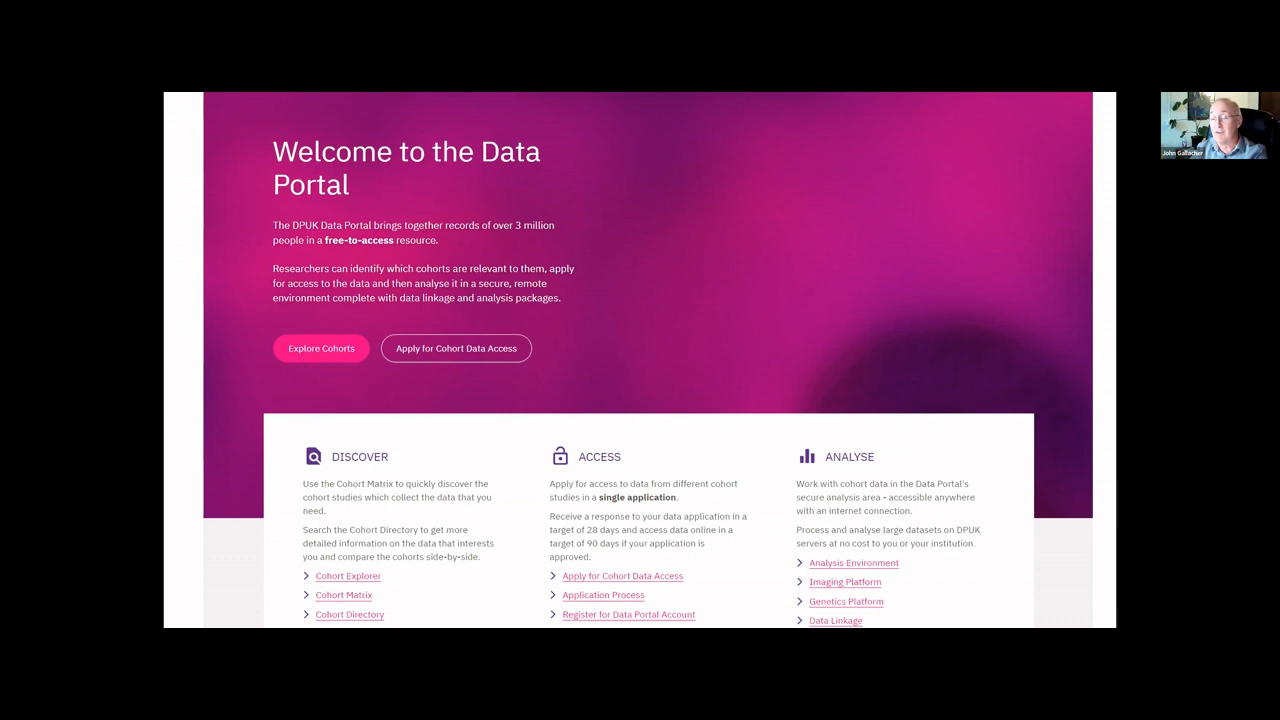 Welcome to the Data
Portal
The DPUK Data Portal brings together records of over 3 million
people in a free-to-access resource.
Researchers can identify which cohorts are relevant to them, apply
for access to the data and then analyse it in a secure, remote
environment complete with data linkage and analysis packages.
Explore Cohorts
Apply for Cohort Data Access
DISCOVER
Use the Cohort Matrix to quickly discover the
cohort studies which collect the data that you
need.
Search the Cohort Directory to get more
detailed information on the data that interests
you and compare the cohorts side-by-side.
Cohort Explorer
Cohort Matrix
Cohort Directory
ACCESS
Apply for access to data from different cohort
studies in a single application.
Receive a response to your data application in a
target of 28 days and access data online in a
target of 90 days if your application is
approved.
Apply for Cohort Data Access
Application Process
Register for Data Portal Account
ANALYSE
Work with cohort data in the Data Portal's
secure analysis area - accessible anywhere
with an internet connection.
Process and analyse large datasets on DPUK
servers at no cost to you or your institution.
Analysis Environment
Imaging Platform
Genetics Platform
Data Linkage
John Gallacher